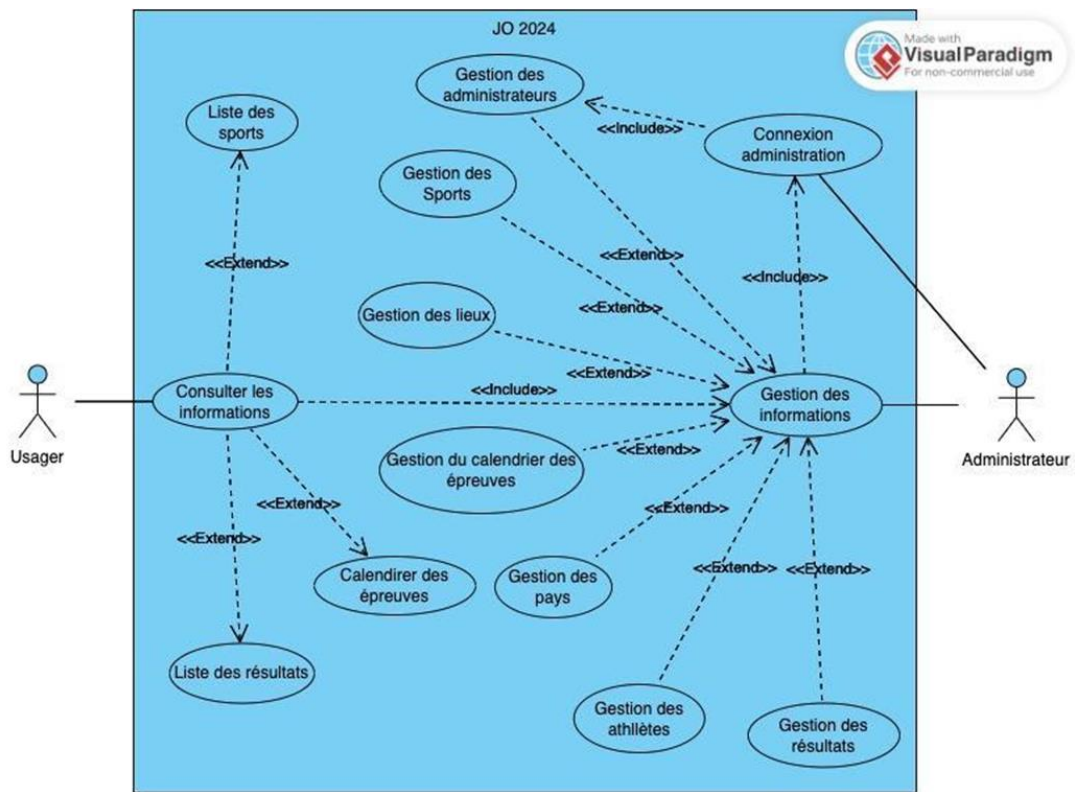 JO 2024
Made with
Visual Paradigm
For non-commercial use
Gestion des
administrateurs
Liste des
sports
<<Include>>
Connexion
administration
Gestion des
Sports
<<Extend>>
<<Extend>>
<<Include>>
<<Extend>>
Gestion des lieux
<<Extend>>
Consulter les
informations
<<Include>>
Gestion des
informations
Usager
Administrateur
Gestion du calendrier des
épreuves
<<Extend>>
<<Extend>>
<<Extend>>
<<Extend>>
Calendirer des
épreuves
Gestion des
pays
<<Extend>>
<<Extend>>
Liste des résultats
Gestion des
athllètes
Gestion des
résultats